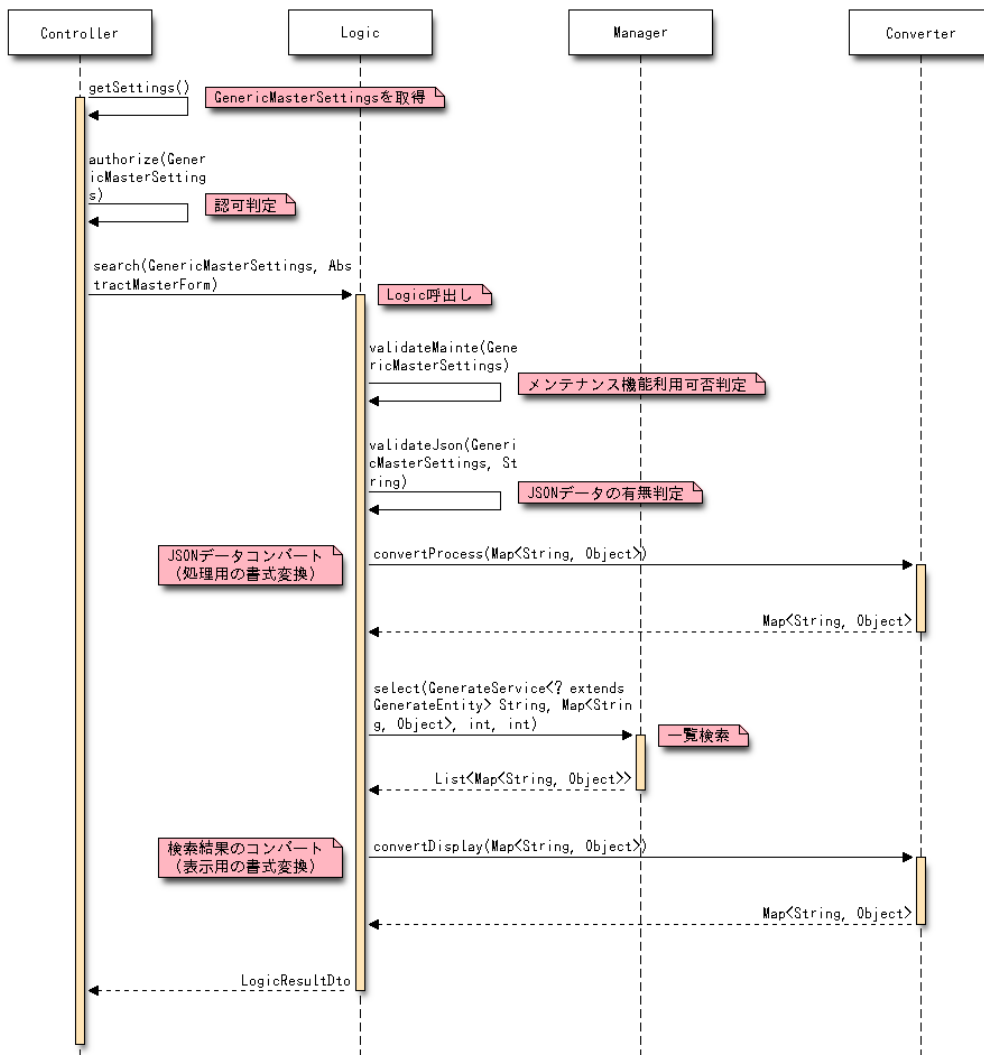 Controller
Logic
Manager
Converter
getSettings()
GenericMasterSettingsを取得
authorize(Gener
icMasterSetting
s)
認可判定
search(GenericMasterSettings, Abs
tractMasterForm)
Logic呼出し
validateMainte(Gene
ricMasterSettings)
メンテナンス機能利用可否判定
validateJson(Generi
cMasterSettings, St
ring)
JSONデータの有無判定
JSONデータコンバート
（処理用の書式変換）
convertProcess(Map<String, Object>)
Map<String, Object>
select(GenerateService<? extends
GenerateEntity> String, Map<Strin
g, Object>, int, int)
一覧検索
List<Map<String, Object>>
検索結果のコンバート
（表示用の書式変換）
convertDisplay(Map<String, Object>)
Map<String, Object>
LogicResultDto